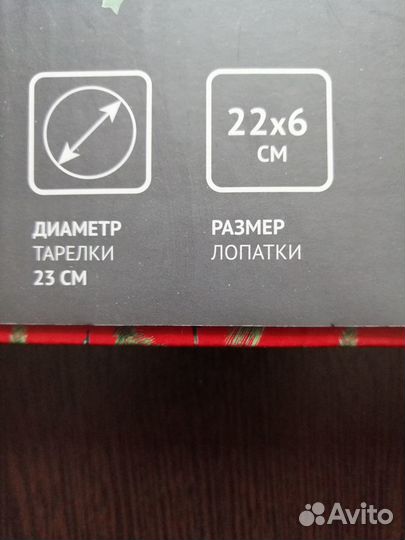 22x6
СМ
ДИАМЕТР
ТАРЕЛКИ
23 СМ
РАЗМЕР
ЛОПАТКИ
Avito